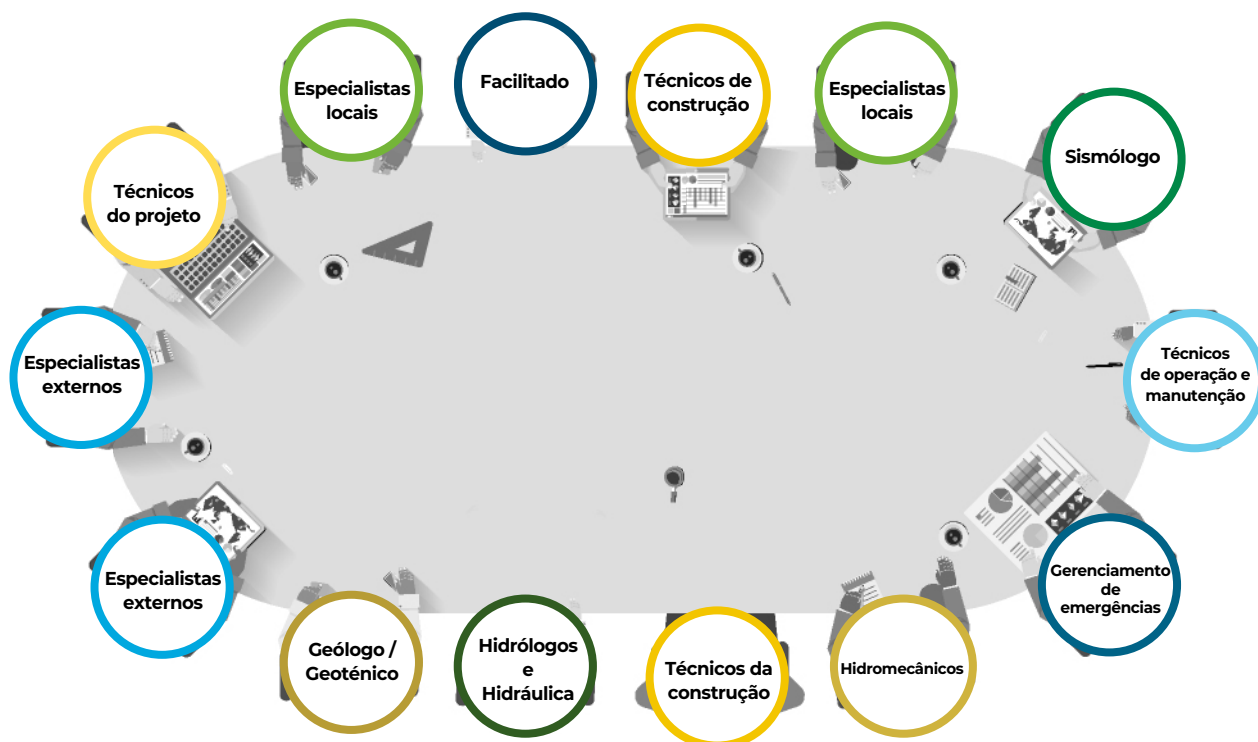 Especialistas
locais
Facilitado
Técnicos de
construção
Especialistas
locais
Sismólogo
Técnicos
do projeto
Especialistas
externos
Técnicos
de operação e
manutenção
Especialistas
externos
Gerenciamento
de
emergências
Geólogo /
Geoténico
Hidrólogos
e
Hidráulica
Técnicos da
construção
Hidromecânicos